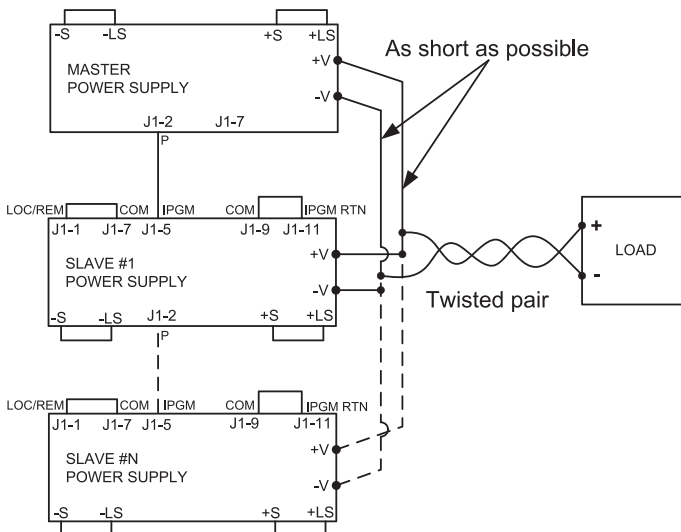 -S -LS +S +LS
MASTER
POWER SUPPLY
+V
-V
J1-2 J1-7
P
As short as possible
LOC/REM COM IPGM COM IPGM RTN
J1-1 J1-7 J1-5 J1-9 J1-11
SLAVE #1
POWER SUPPLY
+V
-V
J1-2
-S -LS +S +LS
P
+
LOAD
-
Twisted pair
LOC/REM COM IPGM COM IPGM RTN
J1-1 J1-7 J1-5 J1-9 J1-11
SLAVE #N
POWER SUPPLY
+V
-V
-S -LS +S +LS